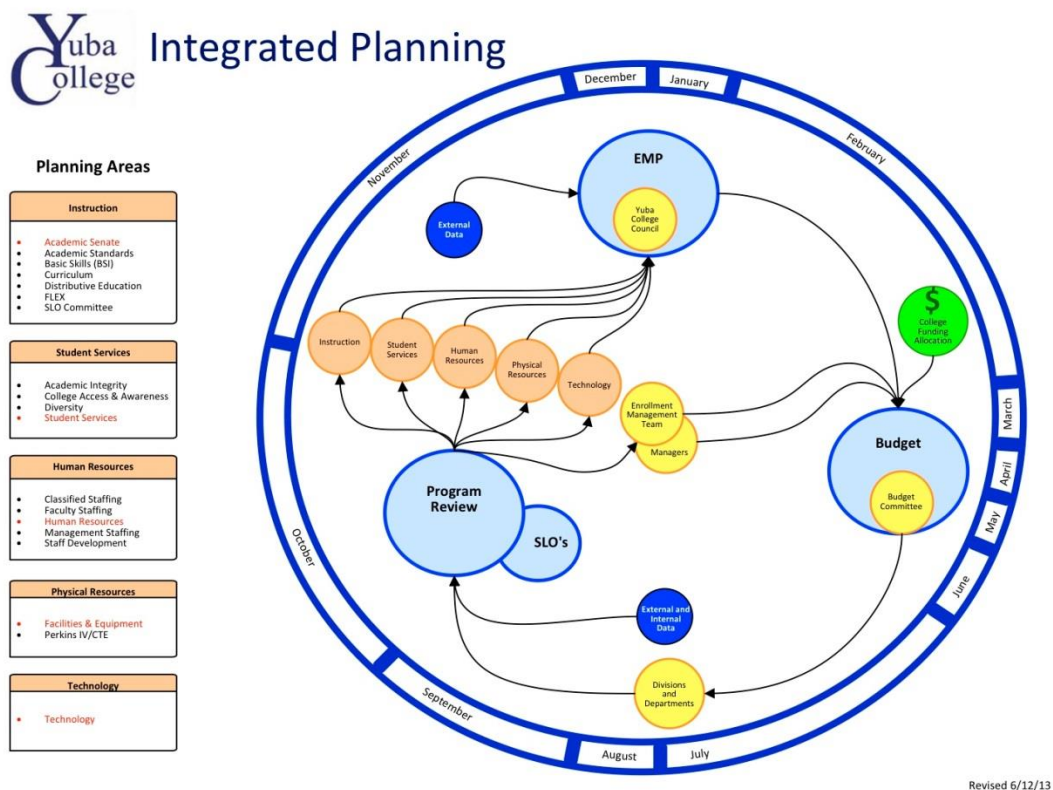 Yuba
College
Integrated Planning
Planning Areas
Instruction
Academic Senate
Academic Standards
Basic Skills (BSI)
Curriculum
Distributive Education
FLEX
SLO Committee
Student Services
Academic Integrity
College Access & Awareness
Diversity
Student Services
Human Resources
Classified Staffing
Faculty Staffing
Human Resources
Management Staffing
Staff Development
Physical Resources
Facilities & Equipment
Perkins IV/CTE
Technology
Technology
December
January
February
March
April
May
June
July
August
September
October
November
EMP
Yuba
College
Council
External
Data
$
College
Funding
Allocation
Instruction
Student
Services
Human
Resources
Physical
Resources
Technology
Enrollment
Management
Team
Managers
Budget
Budget
Committee
Program
Review
SLO's
External and
Internal
Data
Divisions
and
Departments
Revised 6/12/13